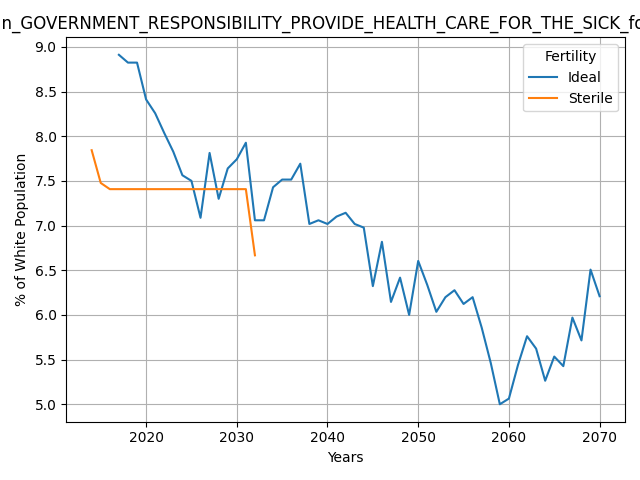 n_GOVERNMENT_RESPONSIBILITY_PROVIDE_HEALTH_CARE_FOR_THE_SICK_fo
Fertility
Ideal
Sterile
9.0
8.5
8.0
7.5
7.0
6.5
6.0
5.5
5.0
% of White Population
2020 2030 2040 2050 2060 2070
Years